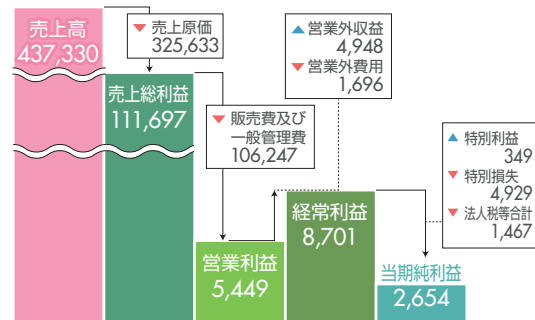 売上高
437,330
▼ 売上原価
325,633
売上総利益
111,697
▼ 販売費及び
一般管理費
106,247
営業利益
5,449
▲ 営業外収益
4,948
▼ 営業外費用
1,696
経常利益
8,701
▲ 特別利益
349
▼ 特別損失
4,929
▼ 法人税等合計
1,467
当期純利益
2,654